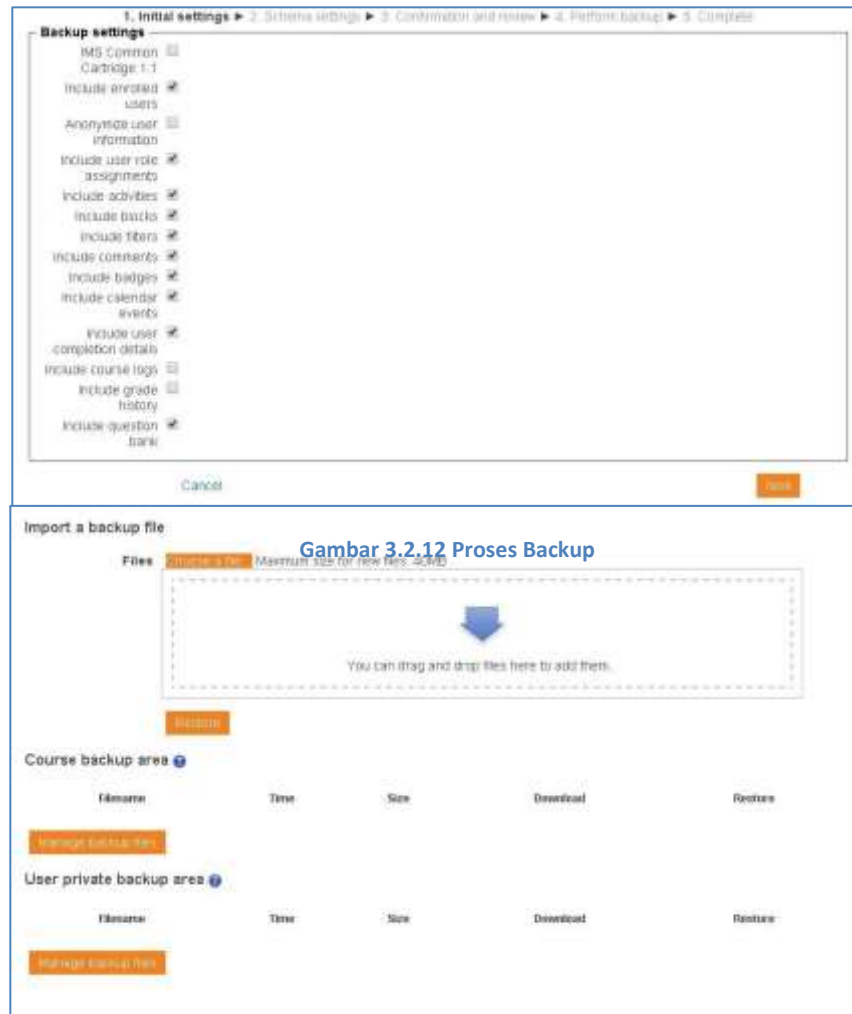 1. Initial settings ► 2. Schema settings ► 3. Confirmation and review ► 4. Perform backup ► 5. Complete
Backup settings
IMS Common
Cartridge 1.1
Include enrolled
users
Anonymize user
information
Include user role
assignments
Include activities
Include blocks
Include filters
Include comments
Include badges
Include calendar
events
Include user
completion details
Include course logs
Include grade
history
Include question
bank
Cancel Next
Import a backup file
Gambar 3.2.12 Proses Backup
Files Choose a file Maximum size for new files: 40MB
You can drag and drop files here to add them.
Restore
Course backup area
Filename Time Size Download Restore
Manage backup files
User private backup area
Filename Time Size Download Restore
Manage backup files